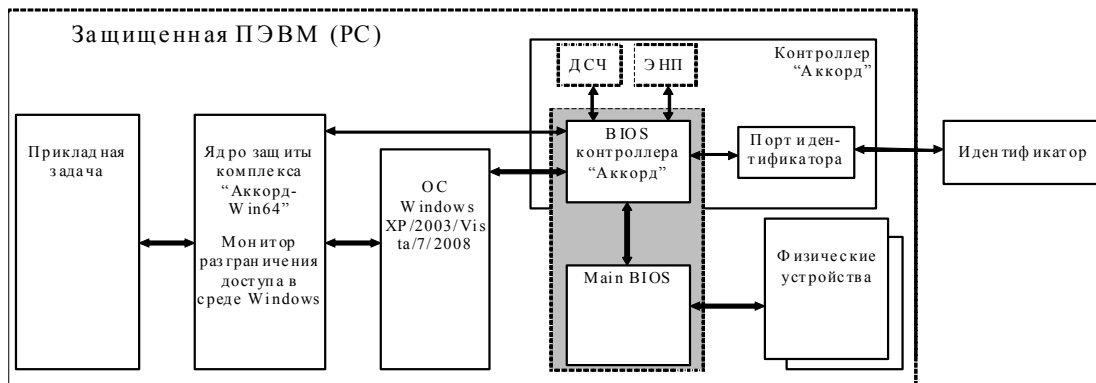 Защищенная ПЭВМ (РС)
Контроллер
“Аккорд”
ДСЧ
ЭНП
Прикладная
задача
Ядро защиты
комплекса
“Аккорд-
Win64”
Монитор
разграничения
доступа в
среде Windows
ОС
Windows
XP/2003/Vis
ta/7/2008
BIOS
контроллера
“Аккорд”
Порт иден-
тификатора
Идентификатор
Main BIOS
Физические
устройства